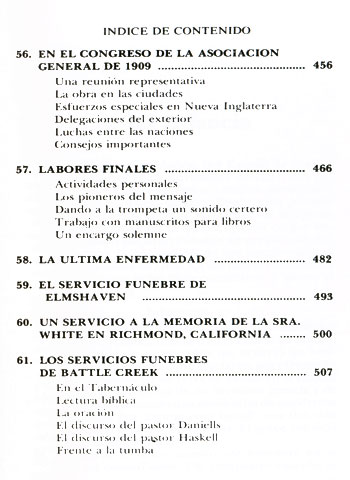 INDICE DE CONTENIDO
56. EN EL CONGRESO DE LA ASOCIACION
GENERAL DE 1909 ............................................ 456
Una reunión representativa
La obra en las ciudades
Esfuerzos especiales en Nueva Inglaterra
Delegaciones del exterior
Luchas entre las naciones
Consejos importantes
57. LABORES FINALES ............................................ 466
Actividades personales
Los pioneros del mensaje
Dando a la trompeta un sonido certero
Trabajo con manuscritos para libros
Un encargo solemne
58. LA ULTIMA ENFERMEDAD ............................ 482
59. EL SERVICIO FUNEBRE DE
ELMSHAVEN .................................................. 493
60. UN SERVICIO A LA MEMORIA DE LA SRA.
WHITE EN RICHMOND, CALIFORNIA ........ 500
61. LOS SERVICIOS FUNEBRES
DE BATTLE CREEK .......................................... 507
En el Tabernáculo
Lectura bíblica
La oración
El discurso del pastor Daniells
El discurso del pastor Haskell
Frente a la tumba